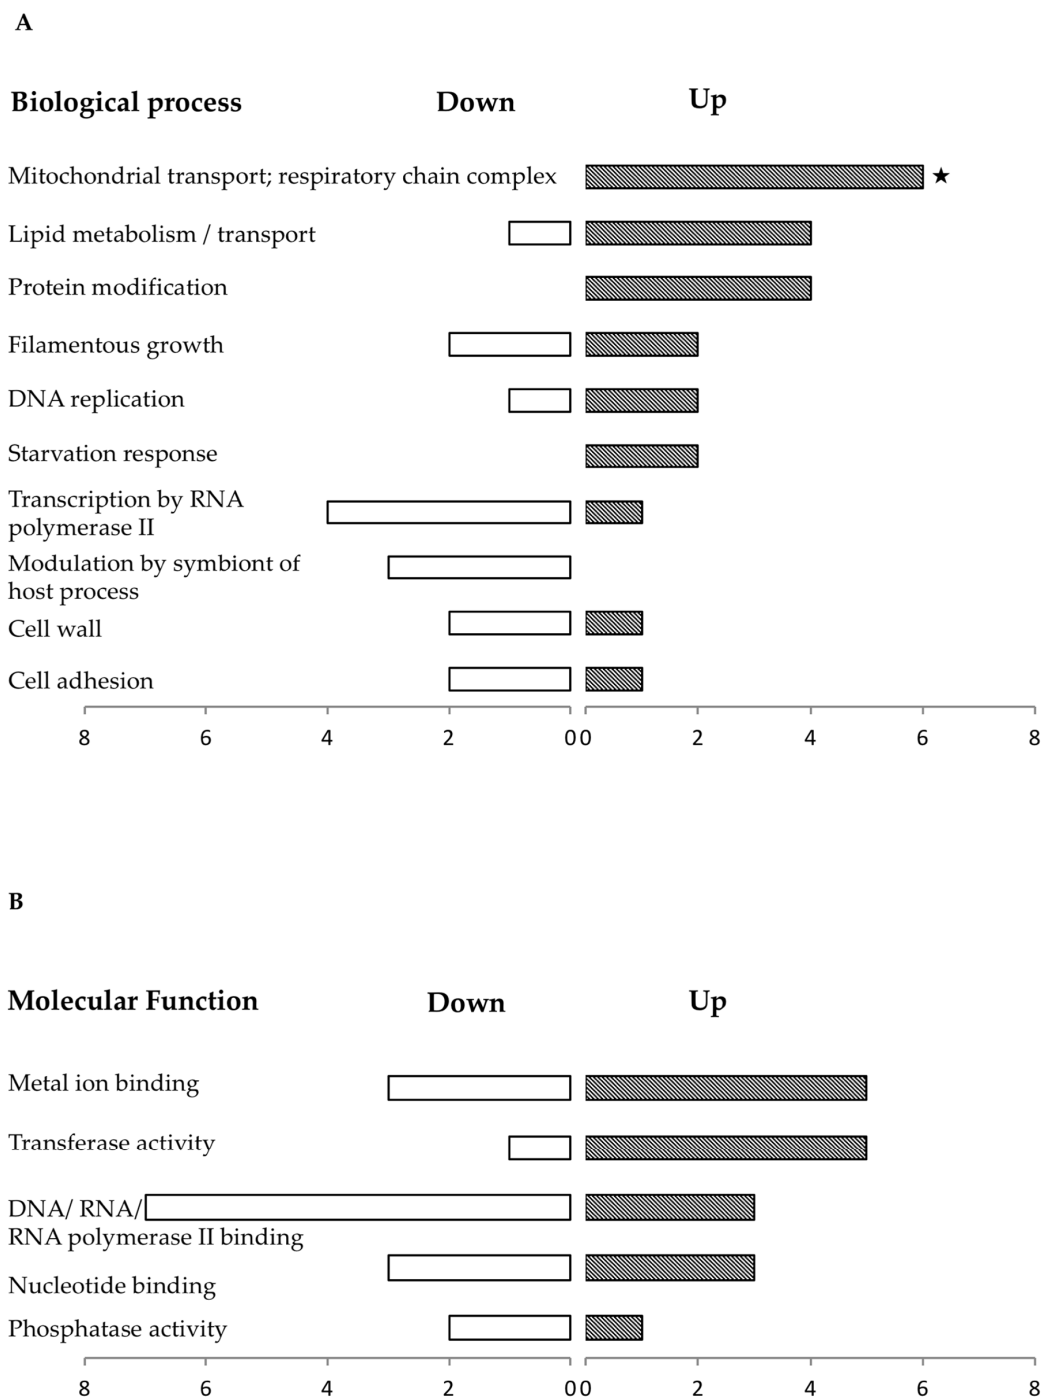 A
Biological process Down Up
Mitochondrial transport; respiratory chain complex ★
Lipid metabolism / transport
Protein modification
Filamentous growth
DNA replication
Starvation response
Transcription by RNA
polymerase II
Modulation by symbiont of
host process
Cell wall
Cell adhesion
8 6 4 2 0 0 2 4 6 8
B
Molecular Function Down Up
Metal ion binding
Transferase activity
DNA/ RNA/
RNA polymerase II binding
Nucleotide binding
Phosphatase activity
8 6 4 2 0 0 2 4 6 8